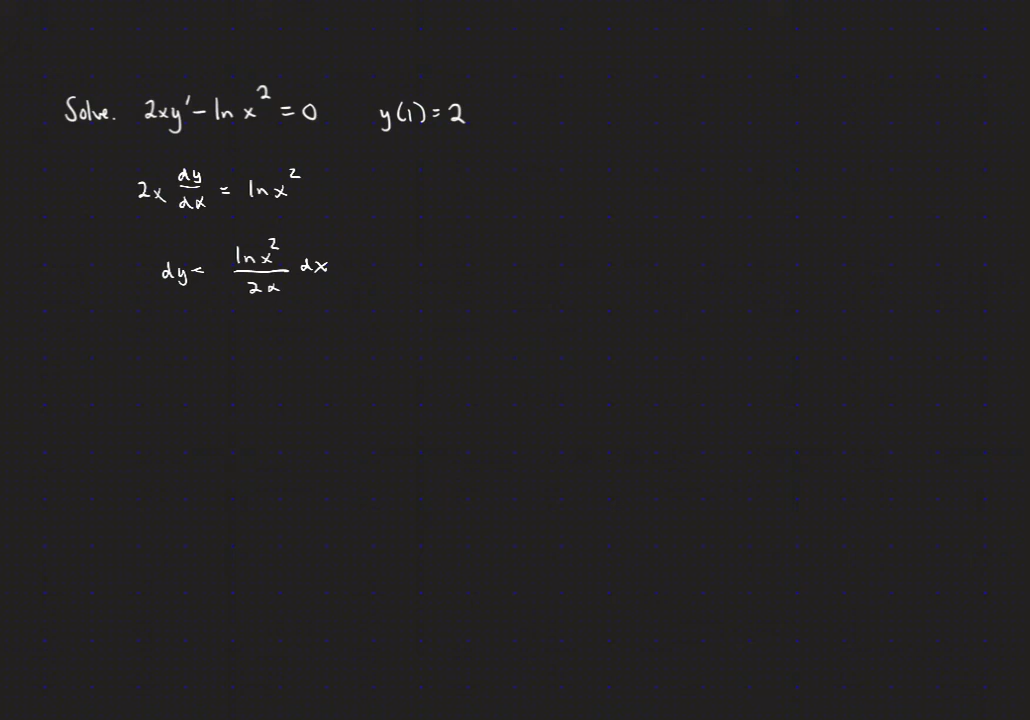 Solve. 2xy' - ln x² = 0 y(1) = 2
2x dy/dx = ln x²
dy = ln x²/2x dx